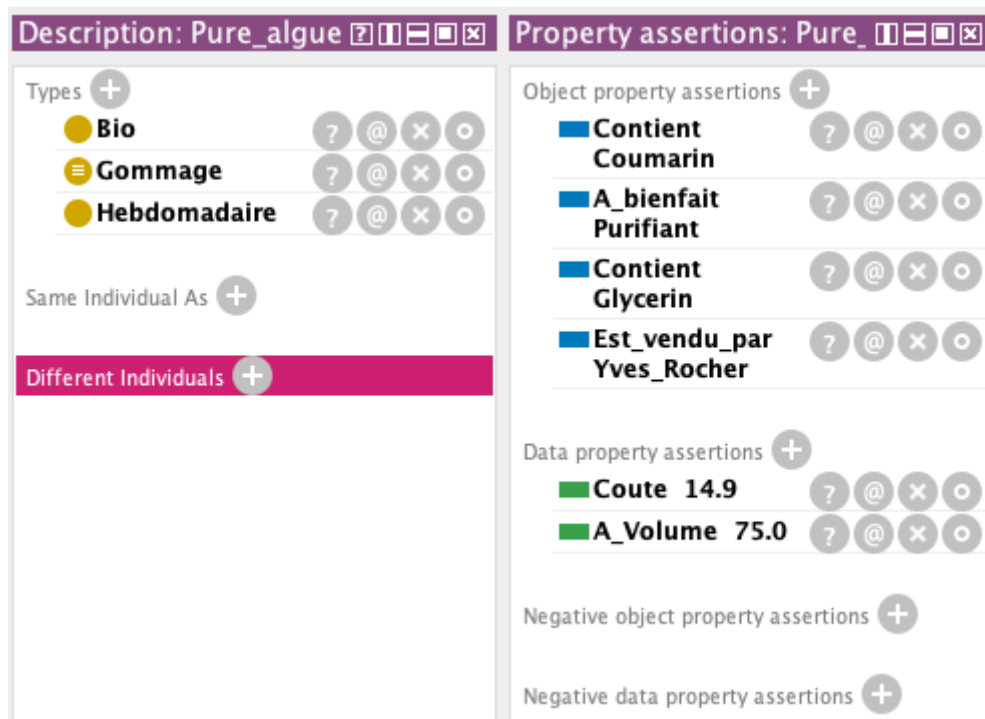 Description: Pure_algue
Types
Bio
Gommage
Hebdomadaire
Same Individual As
Different Individuals
Property assertions: Pure_
Object property assertions
Contient
Coumarin
A_bienfait
Purifiant
Contient
Glycerin
Est_vendu_par
Yves_Rocher
Data property assertions
Coute 14.9
A_Volume 75.0
Negative object property assertions
Negative data property assertions